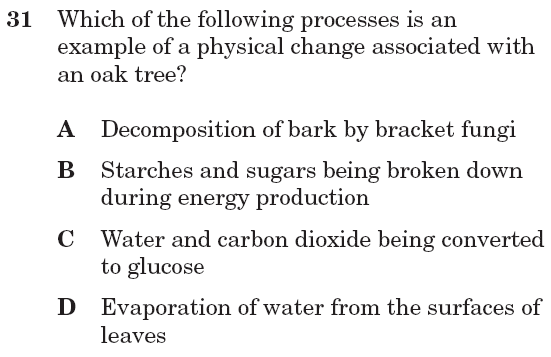 31 Which of the following processes is an
example of a physical change associated with
an oak tree?
A Decomposition of bark by bracket fungi
B Starches and sugars being broken down
during energy production
C Water and carbon dioxide being converted
to glucose
D Evaporation of water from the surfaces of
leaves